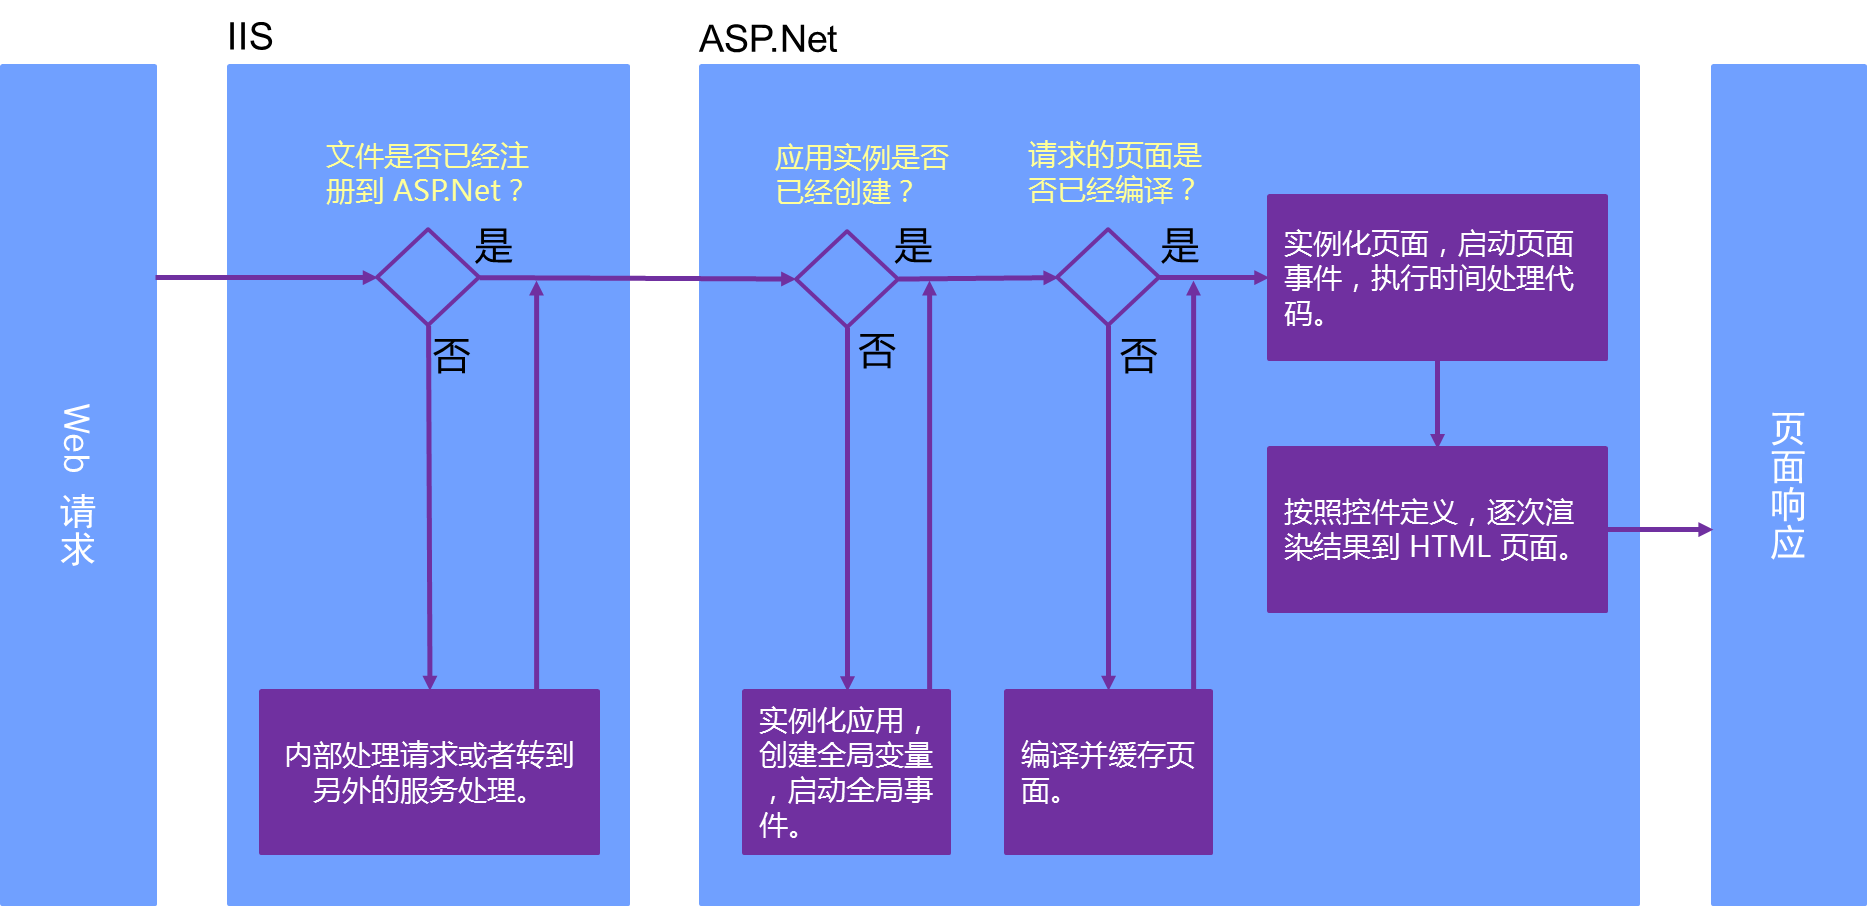 IIS
ASP.Net
Web 请求
文件是否已经注
册到 ASP.Net？
是
否
内部处理请求或者转到
另外的服务处理。
应用实例是否
已经创建？
是
否
实例化应用，
创建全局变量
，启动全局事
件。
请求的页面是
否已经编译？
是
否
编译并缓存页
面。
实例化页面，启动页面
事件，执行时间处理代
码。
按照控件定义，逐次渲
染结果到 HTML 页面。
页面响应